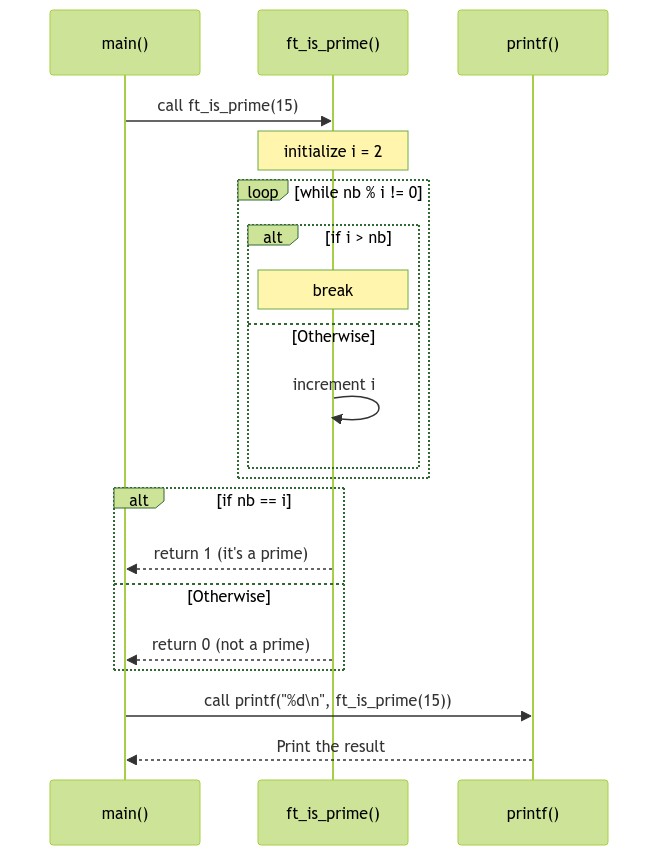 main()
ft_is_prime()
printf()
call ft_is_prime(15)
initialize i = 2
loop
[while nb % i != 0]
alt
[if i > nb]
break
[Otherwise]
increment i
alt
[if nb == i]
return 1 (it's a prime)
[Otherwise]
return 0 (not a prime)
call printf("%d\n", ft_is_prime(15))
Print the result
main()
ft_is_prime()
printf()